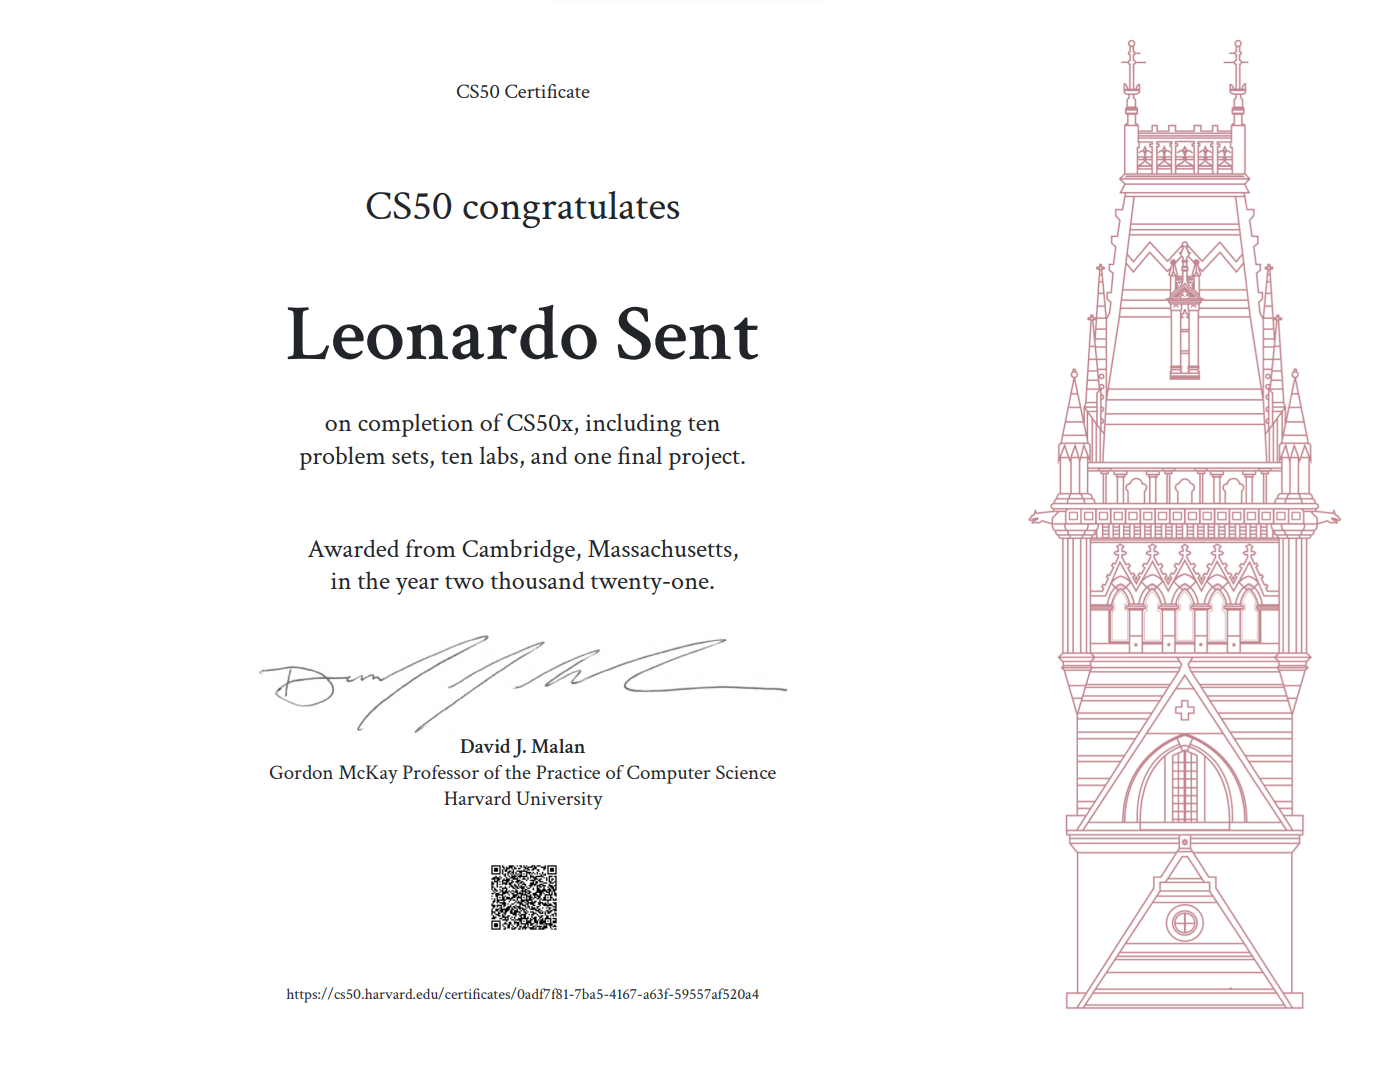 CS50 Certificate
CS50 congratulates
Leonardo Sent
on completion of CS50x, including ten
problem sets, ten labs, and one final project.
Awarded from Cambridge, Massachusetts,
in the year two thousand twenty-one.
David J. Malan
Gordon McKay Professor of the Practice of Computer Science
Harvard University
https://cs50.harvard.edu/certificates/0adf7f81-7ba5-4167-a63f-59557af520a4